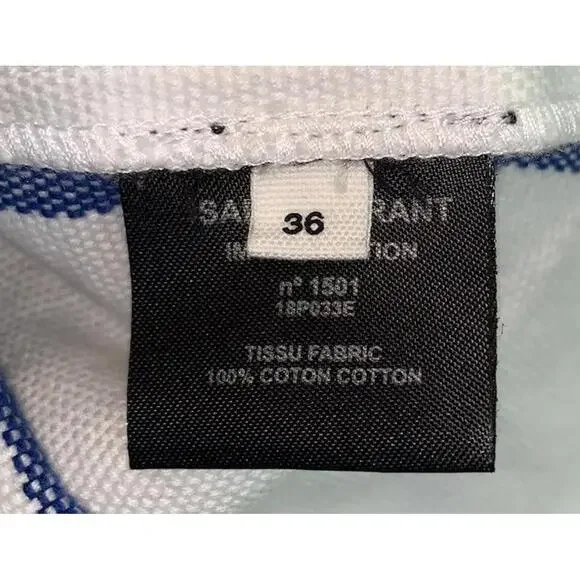 36
n° 1501
18P033E
TISSU FABRIC
100% COTON COTTON